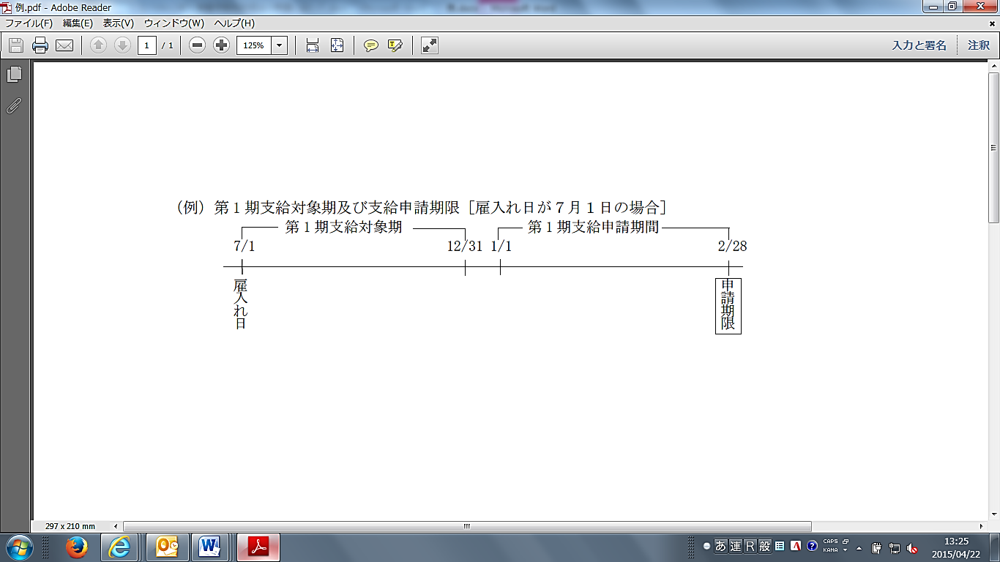 例.pdf - Adobe Reader
ファイル(F) 編集(E) 表示(V) ウィンドウ(W) ヘルプ(H)
1 / 1 125% 入力と署名 注釈
（例）第１期支給対象期及び支給申請期限［雇入れ日が７月１日の場合］
第１期支給対象期 第１期支給申請期間
7/1 12/31 1/1 2/28
雇入れ日
申請期限
297 x 210 mm
あ 連 R 般 CAPS KANA
13:25
2015/04/22